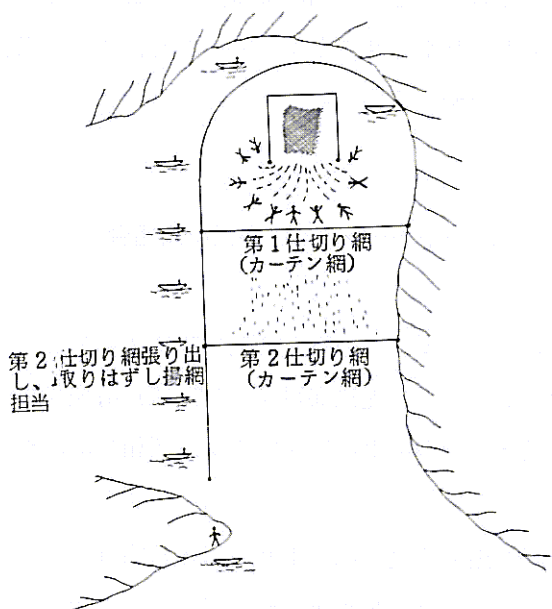 第1仕切り網
(カーテン網)
第2仕切り網張り出
し、取りはずし揚網
担当
第2仕切り網
(カーテン網)